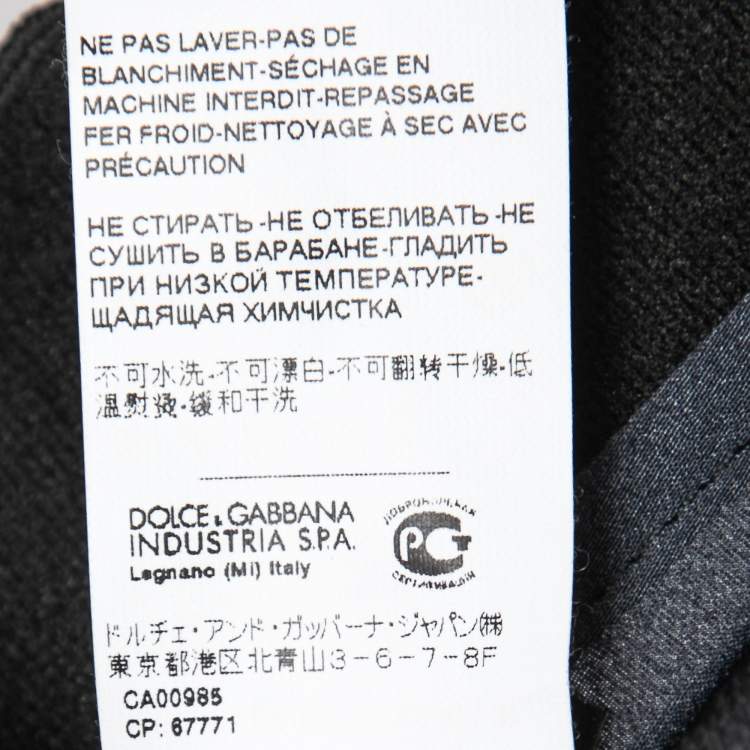 NE PAS LAVER-PAS DE
BLANCHIMENT-SÉCHAGE EN
MACHINE INTERDIT-REPASSAGE
FER FROID-NETTOYAGE À SEC AVEC
PRÉCAUTION
НЕ СТИРАТЬ-НЕ ОТБЕЛИВАТЬ-НЕ
СУШИТЬ В БАРАБАНЕ-ГЛАДИТЬ
ПРИ НИЗКОЙ ТЕМПЕРАТУРЕ-
ЩАДЯЩАЯ ХИМЧИСТКА
不可水洗-不可漂白-不可翻转干燥-低
温熨烫-缓和干洗
DOLCE & GABBANA
INDUSTRIA S.P.A.
Legnano (Mi) Italy
ДОБРОВОЛЬНАЯ
РСТ
СЕРТИФИКАЦИЯ
ドルチェ・アンド・ガッバーナ・ジャパン(株)
東京都港区北青山3-6-7-8F
CA00985
CP: 67771